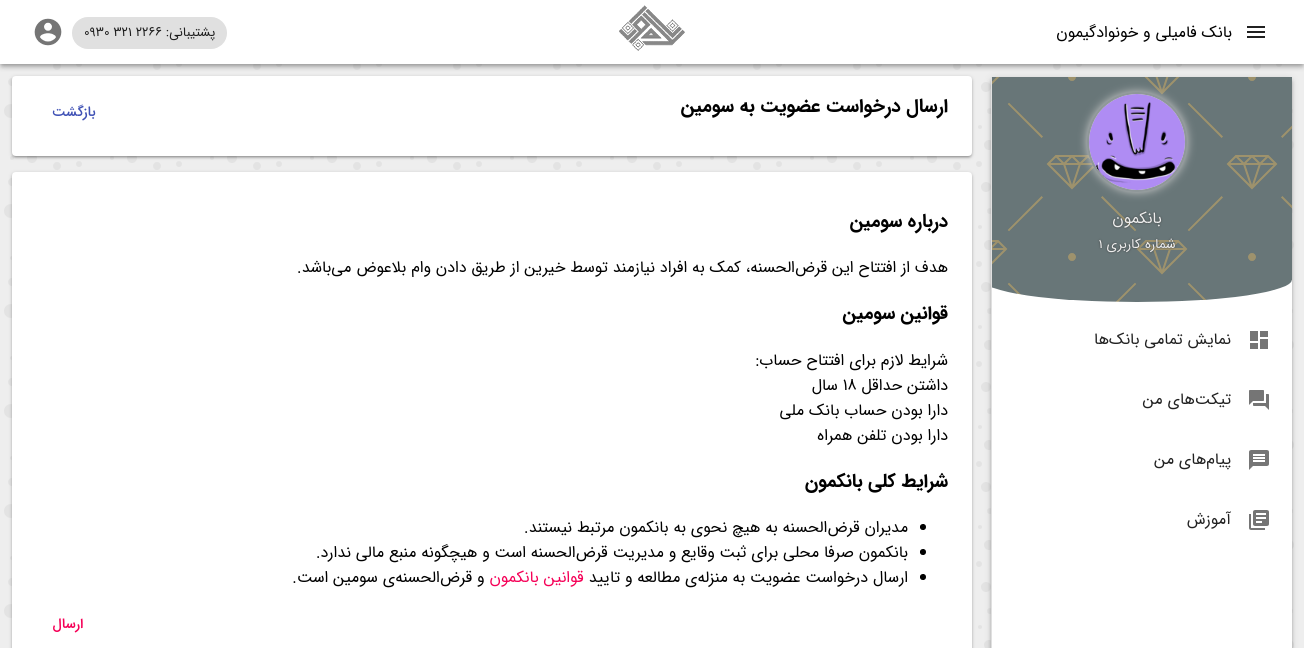 بانک فامیلی و خونوادگیمون
پشتیبانی: ۲۲۶۶ ۳۲۱ ۰۹۳۰
بانکمون
شماره کاربری ۱
نمایش تمامی بانک‌ها
تیکت‌های من
پیام‌های من
آموزش
ارسال درخواست عضویت به سومین
بازگشت
درباره سومین
هدف از افتتاح این قرض‌الحسنه، کمک به افراد نیازمند توسط خیرین از طریق دادن وام بلاعوض می‌باشد.
قوانین سومین
شرایط لازم برای افتتاح حساب:
داشتن حداقل ۱۸ سال
دارا بودن حساب بانک ملی
دارا بودن تلفن همراه
شرایط کلی بانکمون
مدیران قرض‌الحسنه به هیچ نحوی به بانکمون مرتبط نیستند.
بانکمون صرفا محلی برای ثبت وقایع و مدیریت قرض‌الحسنه است و هیچگونه منبع مالی ندارد.
ارسال درخواست عضویت به منزله‌ی مطالعه و تایید قوانین بانکمون و قرض‌الحسنه‌ی سومین است.
ارسال